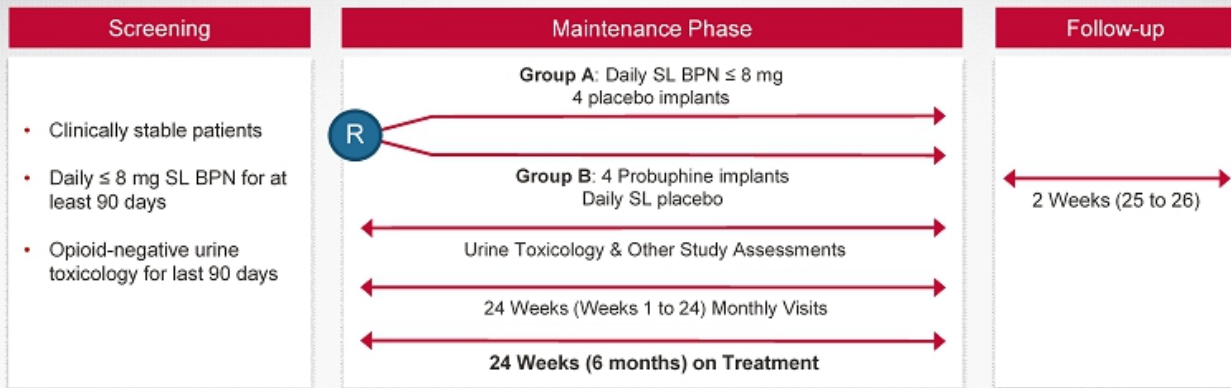 Screening
Maintenance Phase
Follow-up
• Clinically stable patients
• Daily ≤ 8 mg SL BPN for at
least 90 days
• Opioid-negative urine
toxicology for last 90 days
R
Group A: Daily SL BPN ≤ 8 mg
4 placebo implants
Group B: 4 Probuphine implants
Daily SL placebo
Urine Toxicology & Other Study Assessments
24 Weeks (Weeks 1 to 24) Monthly Visits
24 Weeks (6 months) on Treatment
2 Weeks (25 to 26)